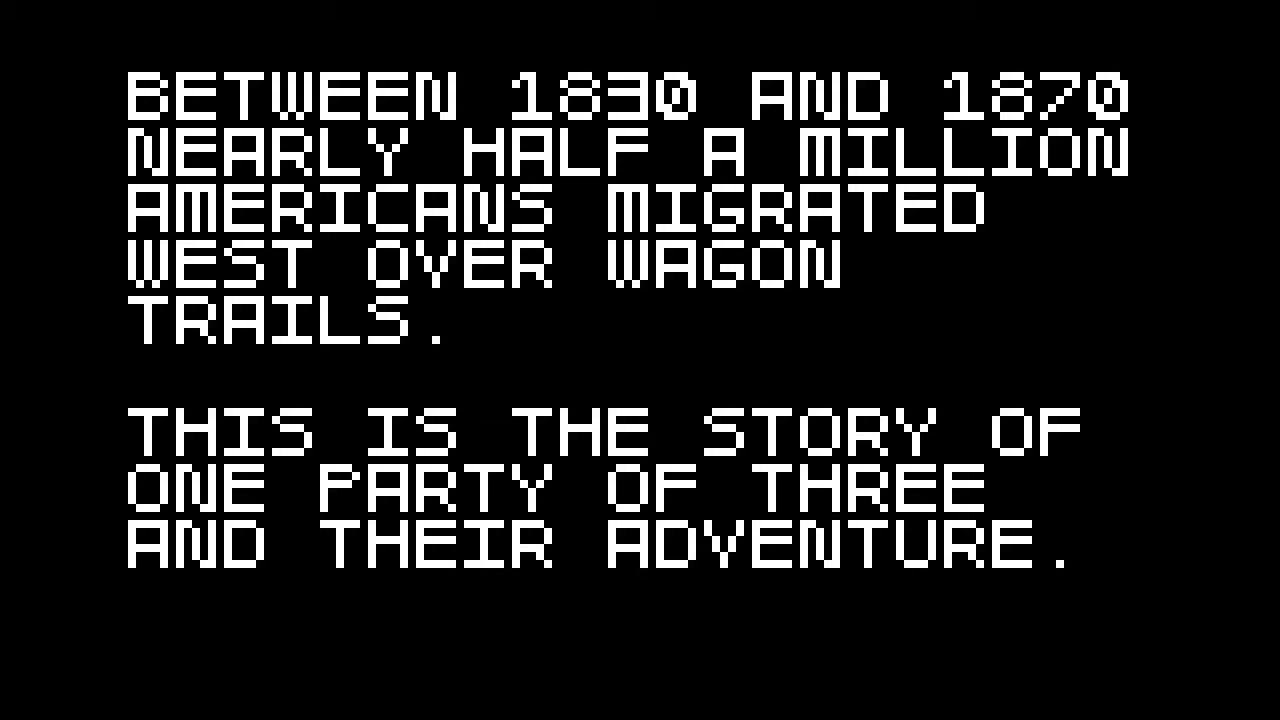 BETWEEN 1830 AND 1870
NEARLY HALF A MILLION
AMERICANS MIGRATED
WEST OVER WAGON
TRAILS.
THIS IS THE STORY OF
ONE PARTY OF THREE
AND THEIR ADVENTURE.